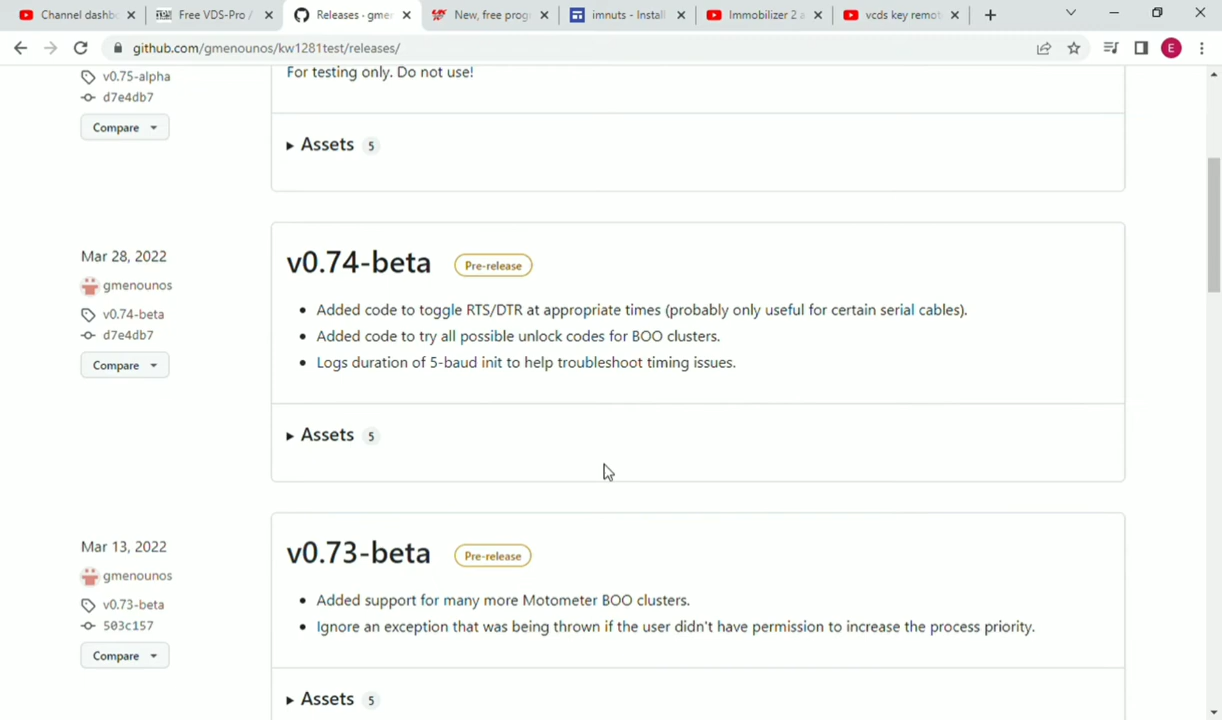 Channel dashb
Free VDS-Pro /
Releases · gmer
New, free prog
imnuts - Install
Immobilizer 2 a
vcds key remot
github.com/gmenounos/kw1281test/releases/
E
v0.75-alpha
d7e4db7
Compare
For testing only. Do not use!
Assets 5
Mar 28, 2022
gmenounos
v0.74-beta
d7e4db7
Compare
v0.74-beta Pre-release
• Added code to toggle RTS/DTR at appropriate times (probably only useful for certain serial cables).
• Added code to try all possible unlock codes for BOO clusters.
• Logs duration of 5-baud init to help troubleshoot timing issues.
Assets 5
Mar 13, 2022
gmenounos
v0.73-beta
503c157
Compare
v0.73-beta Pre-release
• Added support for many more Motometer BOO clusters.
• Ignore an exception that was being thrown if the user didn't have permission to increase the process priority.
Assets 5